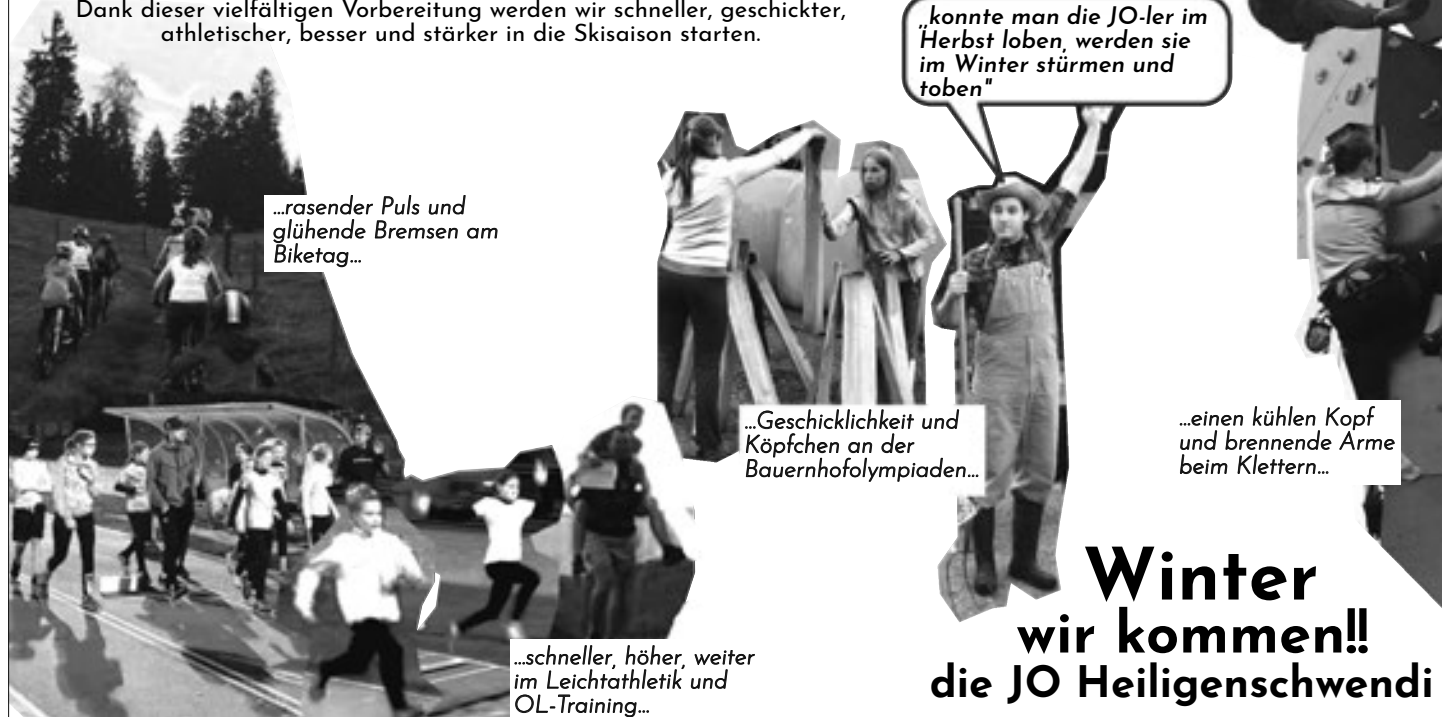 Dank dieser vielfältigen Vorbereitung werden wir schneller, geschickter,
athletischer, besser und stärker in die Skisaison starten.
„konnte man die JO-ler im
Herbst loben, werden sie
im Winter stürmen und
toben"
...rasender Puls und
glühende Bremsen am
Biketag...
...Geschicklichkeit und
Köpfchen an der
Bauernhofolympiaden...
...einen kühlen Kopf
und brennende Arme
beim Klettern...
...schneller, höher, weiter
im Leichtathletik und
OL-Training...
Winter
wir kommen!!
die JO Heiligenschwendi